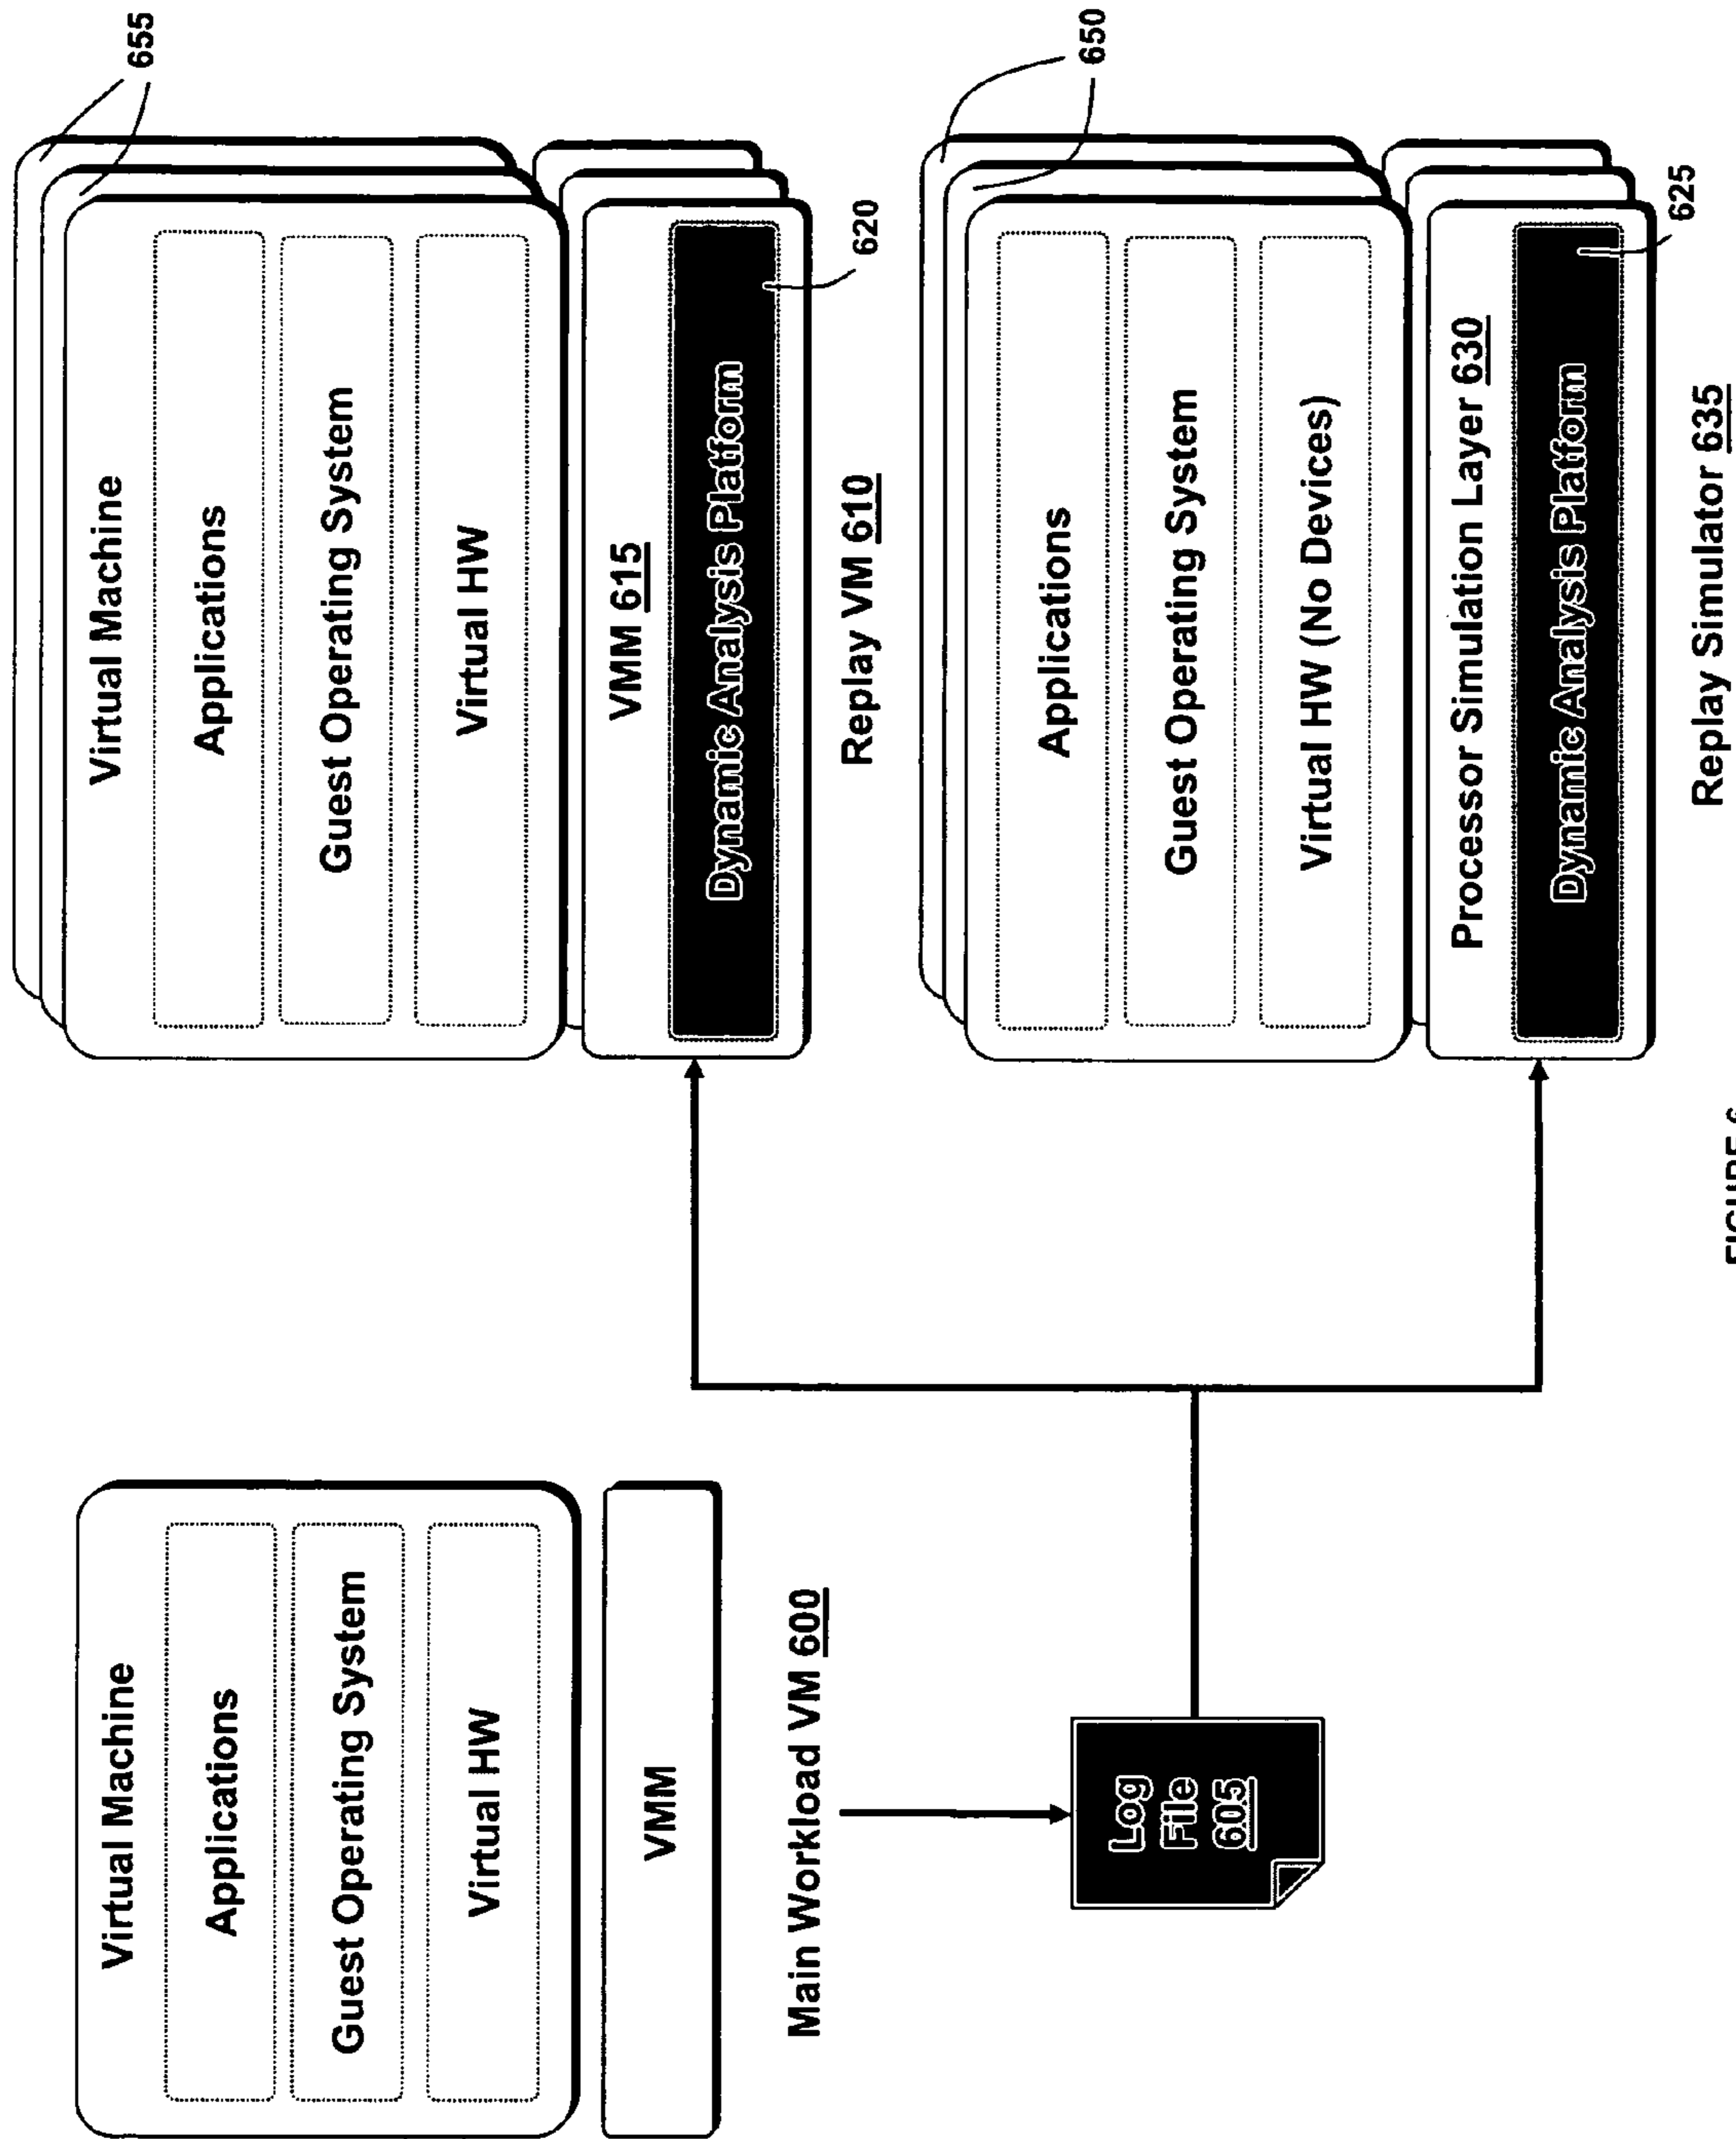 Virtual Machine
Applications
Guest Operating System
Virtual HW
VMM
Main Workload VM 600
Log
File
605
655
Virtual Machine
Applications
Guest Operating System
Virtual HW
VMM 615
Dynamic Analysis Platform
620
Replay VM 610
650
Applications
Guest Operating System
Virtual HW (No Devices)
Processor Simulation Layer 630
Dynamic Analysis Platform
625
Replay Simulator 635
FIGURE 6